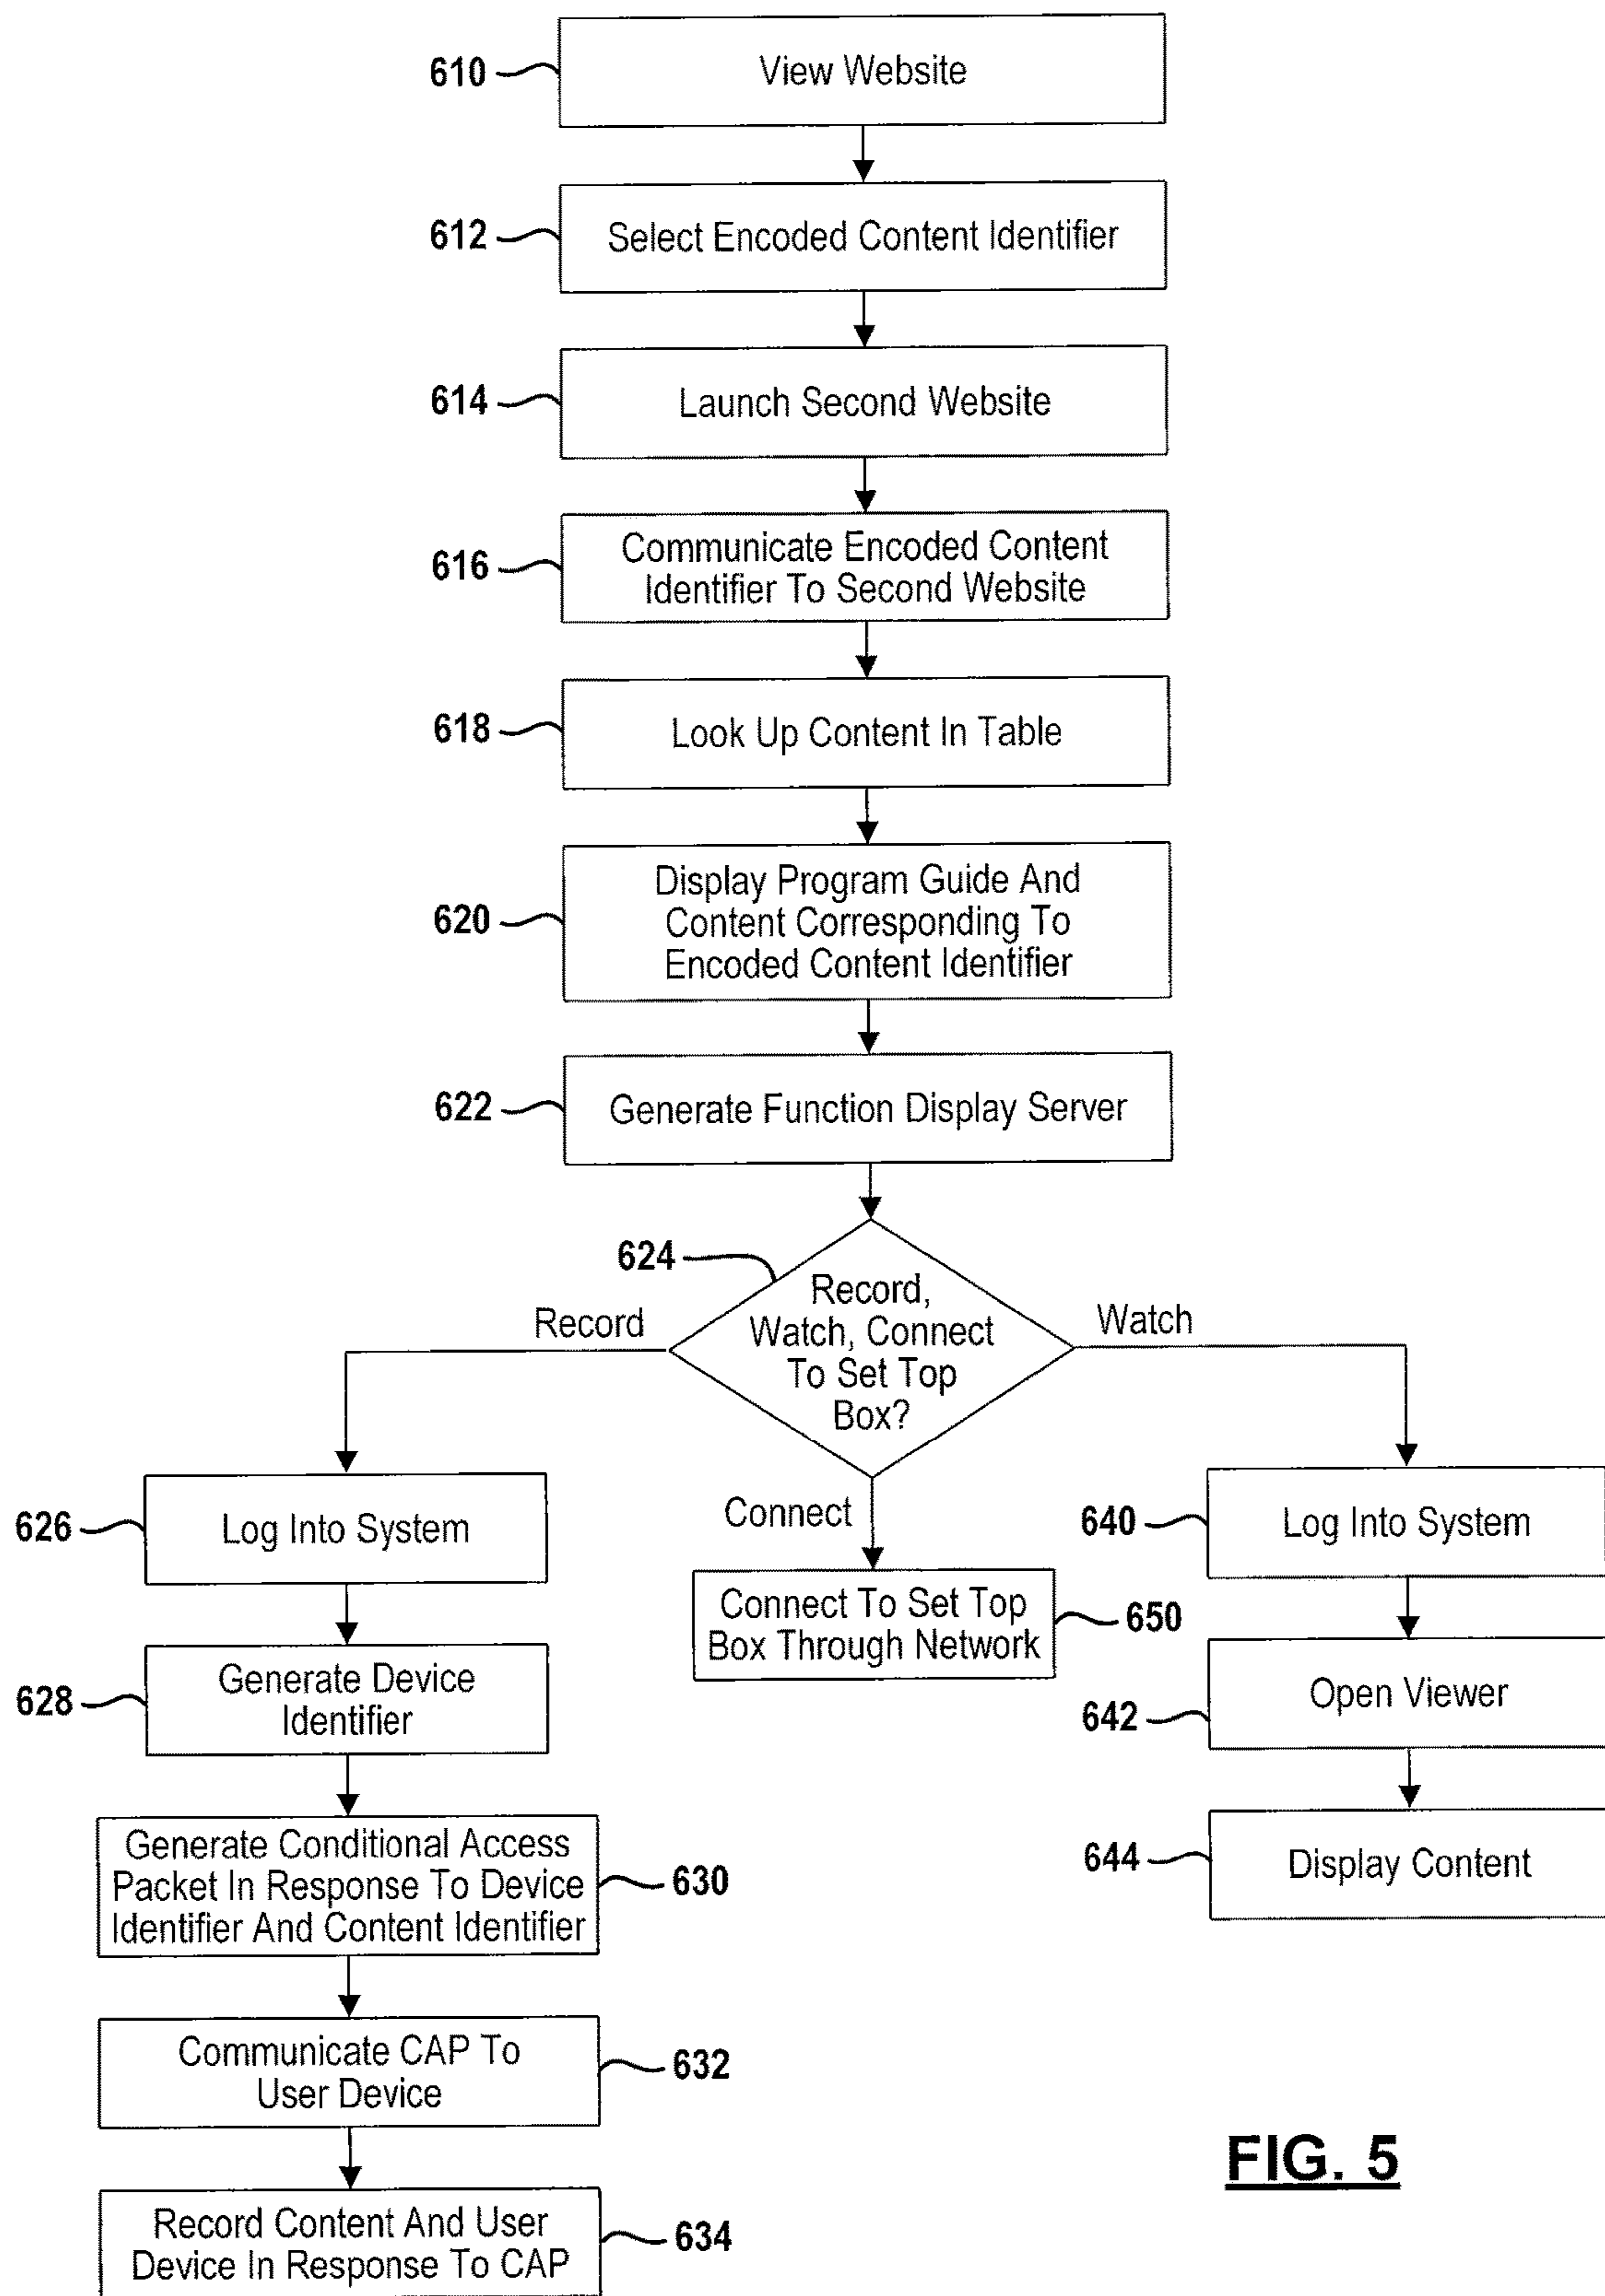 610
View Website
612
Select Encoded Content Identifier
614
Launch Second Website
616
Communicate Encoded Content
Identifier To Second Website
618
Look Up Content In Table
620
Display Program Guide And
Content Corresponding To
Encoded Content Identifier
622
Generate Function Display Server
624
Record,
Watch, Connect
To Set Top
Box?
Record
Watch
Connect
626
Log Into System
628
Generate Device
Identifier
Generate Conditional Access
Packet In Response To Device
Identifier And Content Identifier
630
Communicate CAP To
User Device
632
Record Content And User
Device In Response To CAP
634
Connect To Set Top
Box Through Network
650
640
Log Into System
642
Open Viewer
644
Display Content
FIG. 5